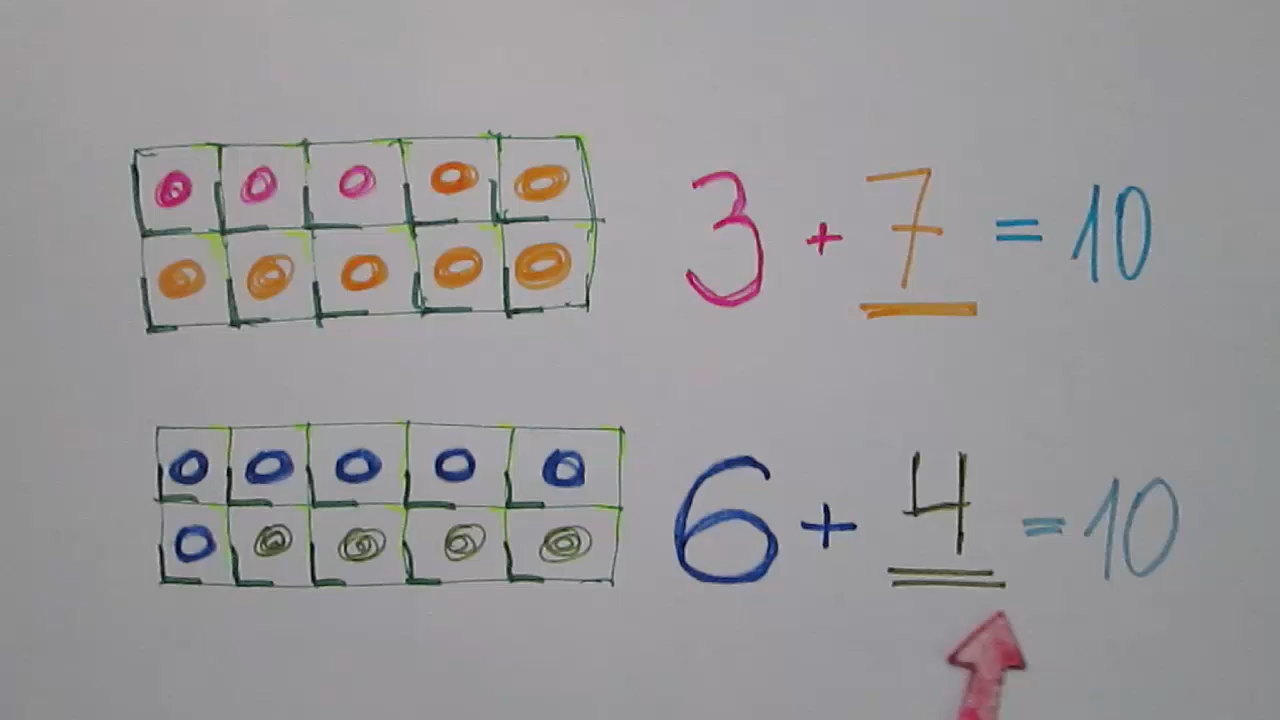 3 + 7 = 10
6 + 4 = 10